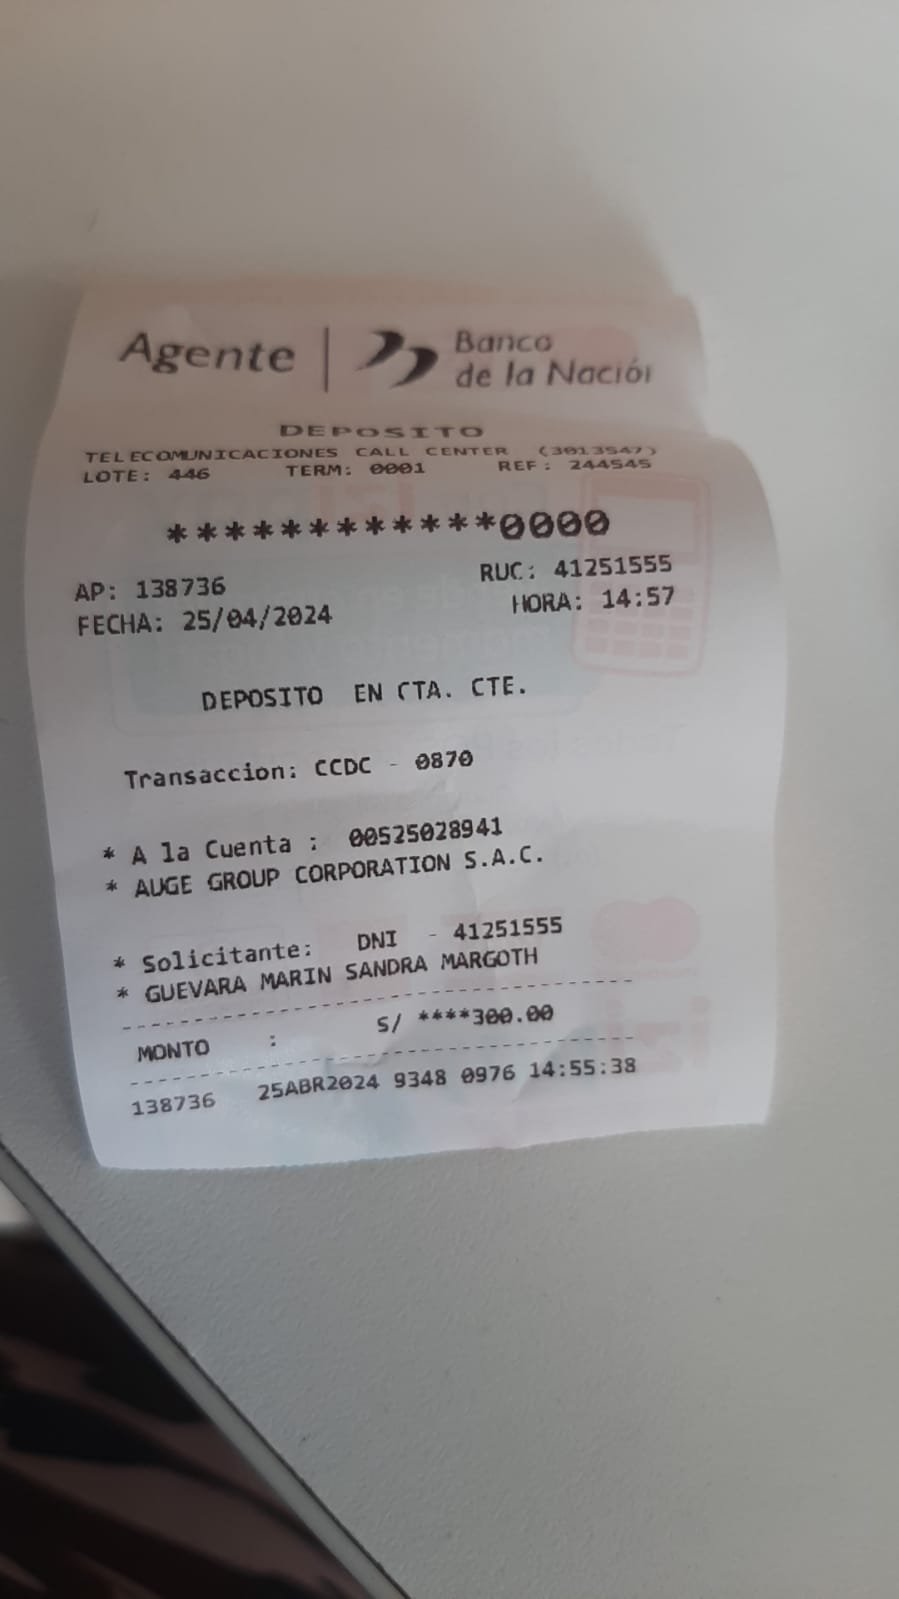 Agente | Banco
de la Nación
DEPOSITO
TELECOMUNICACIONES CALL CENTER (3013547)
LOTE: 446 TERM: 0001 REF: 244545
************0000
AP: 138736 RUC: 41251555
FECHA: 25/04/2024 HORA: 14:57
DEPOSITO EN CTA. CTE.
Transaccion: CCDC - 0870
* A la Cuenta : 00525028941
* AUGE GROUP CORPORATION S.A.C.
* Solicitante: DNI - 41251555
* GUEVARA MARIN SANDRA MARGOTH
MONTO : S/ ****300.00
138736 25ABR2024 9348 0976 14:55:38